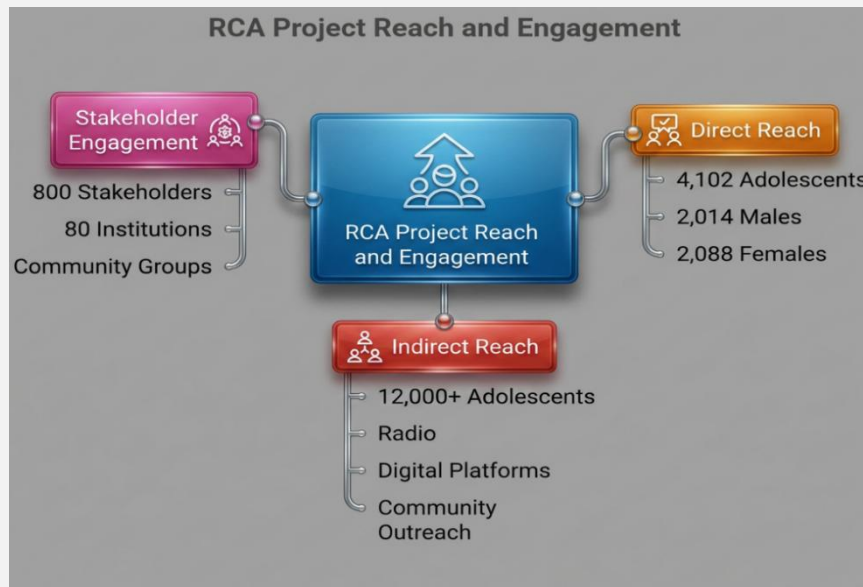 RCA Project Reach and Engagement
Stakeholder
Engagement
800 Stakeholders
80 Institutions
Community Groups
RCA Project Reach
and Engagement
Direct Reach
4,102 Adolescents
2,014 Males
2,088 Females
Indirect Reach
12,000+ Adolescents
Radio
Digital Platforms
Community
Outreach